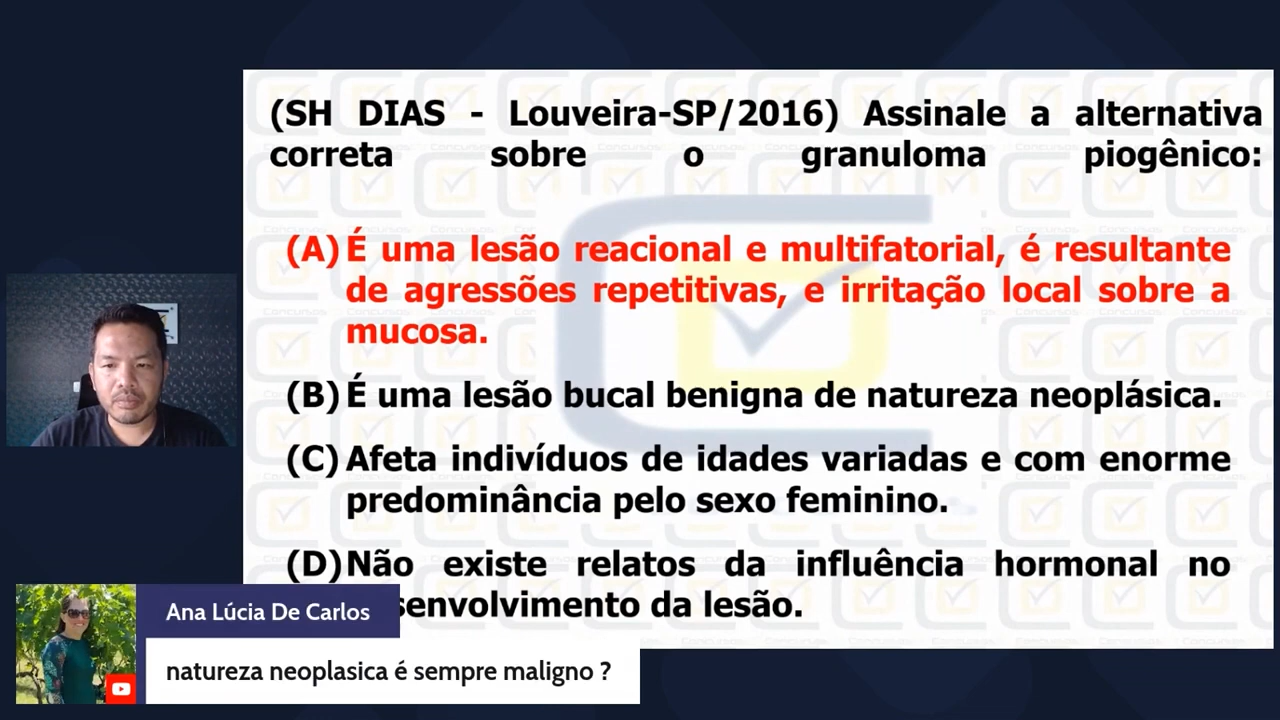 (SH DIAS - Louveira-SP/2016) Assinale a alternativa
correta sobre o granuloma piogênico:
(A) É uma lesão reacional e multifatorial, é resultante
de agressões repetitivas, e irritação local sobre a
mucosa.
(B) É uma lesão bucal benigna de natureza neoplásica.
(C) Afeta indivíduos de idades variadas e com enorme
predominância pelo sexo feminino.
(D) Não existe relatos da influência hormonal no
senvolvimento da lesão.
Ana Lúcia De Carlos
natureza neoplasica é sempre maligno ?